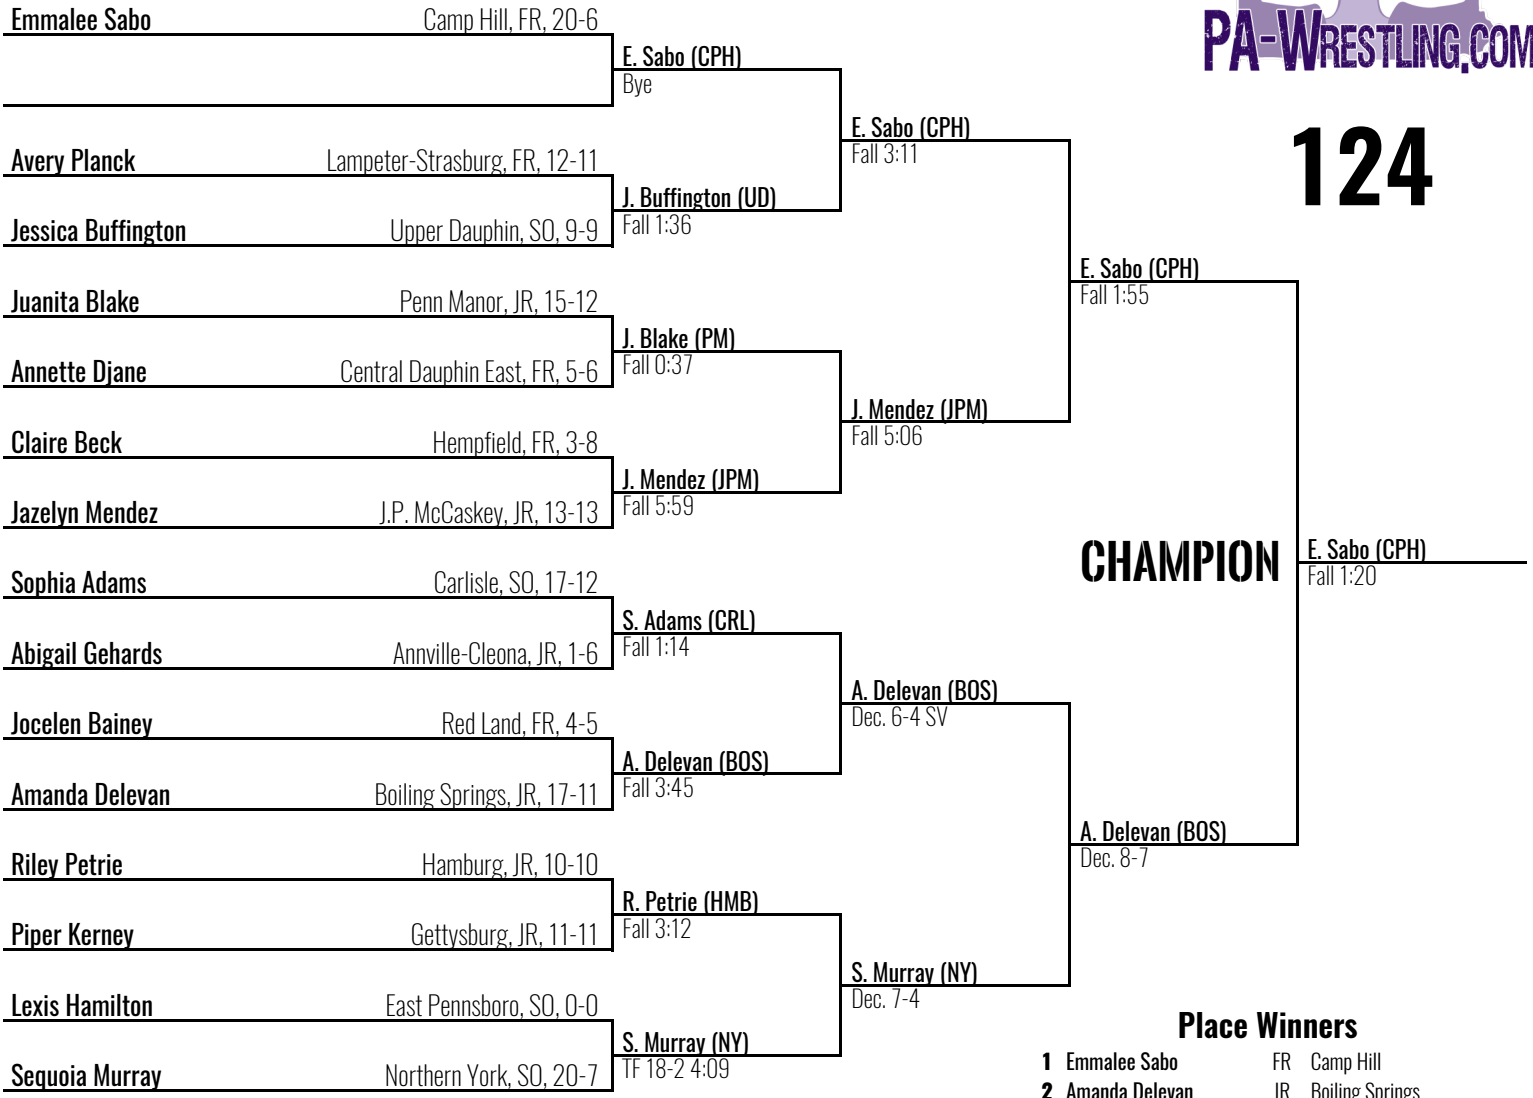 PA-WRESTLING.COM
124
Emmalee Sabo Camp Hill, FR, 20-6
Avery Planck Lampeter-Strasburg, FR, 12-11
Jessica Buffington Upper Dauphin, SO, 9-9
Juanita Blake Penn Manor, JR, 15-12
Annette Djane Central Dauphin East, FR, 5-6
Claire Beck Hempfield, FR, 3-8
Jazelyn Mendez J.P. McCaskey, JR, 13-13
Sophia Adams Carlisle, SO, 17-12
Abigail Gehards Annville-Cleona, JR, 1-6
Jocelen Bainey Red Land, FR, 4-5
Amanda Delevan Boiling Springs, JR, 17-11
Riley Petrie Hamburg, JR, 10-10
Piper Kerney Gettysburg, JR, 11-11
Lexis Hamilton East Pennsboro, SO, 0-0
Sequoia Murray Northern York, SO, 20-7
E. Sabo (CPH)
Bye
J. Buffington (UD)
Fall 1:36
J. Blake (PM)
Fall 0:37
J. Mendez (JPM)
Fall 5:59
S. Adams (CRL)
Fall 1:14
A. Delevan (BOS)
Fall 3:45
R. Petrie (HMB)
Fall 3:12
S. Murray (NY)
TF 18-2 4:09
E. Sabo (CPH)
Fall 3:11
J. Mendez (JPM)
Fall 5:06
A. Delevan (BOS)
Dec. 6-4 SV
S. Murray (NY)
Dec. 7-4
E. Sabo (CPH)
Fall 1:55
A. Delevan (BOS)
Dec. 8-7
CHAMPION
E. Sabo (CPH)
Fall 1:20
Place Winners
1 Emmalee Sabo FR Camp Hill
2 Amanda Delevan JR Boiling Springs